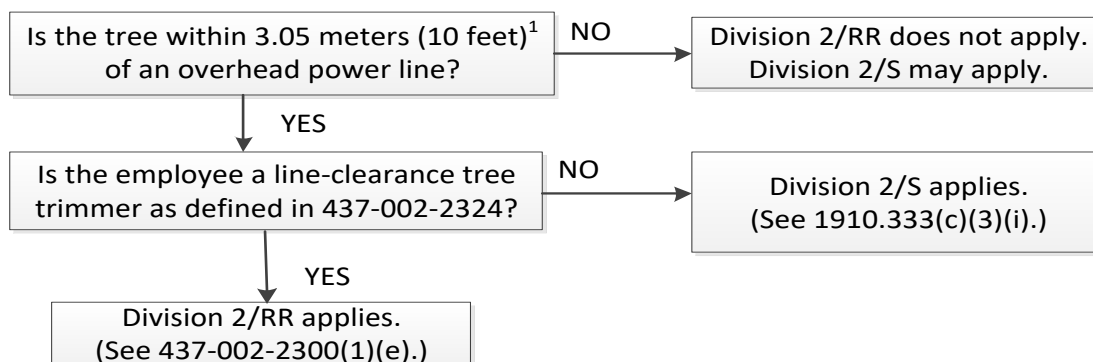 Is the tree within 3.05 meters (10 feet)¹
of an overhead power line?
NO
Division 2/RR does not apply.
Division 2/S may apply.
YES
Is the employee a line-clearance tree
trimmer as defined in 437-002-2324?
NO
Division 2/S applies.
(See 1910.333(c)(3)(i).)
YES
Division 2/RR applies.
(See 437-002-2300(1)(e).)